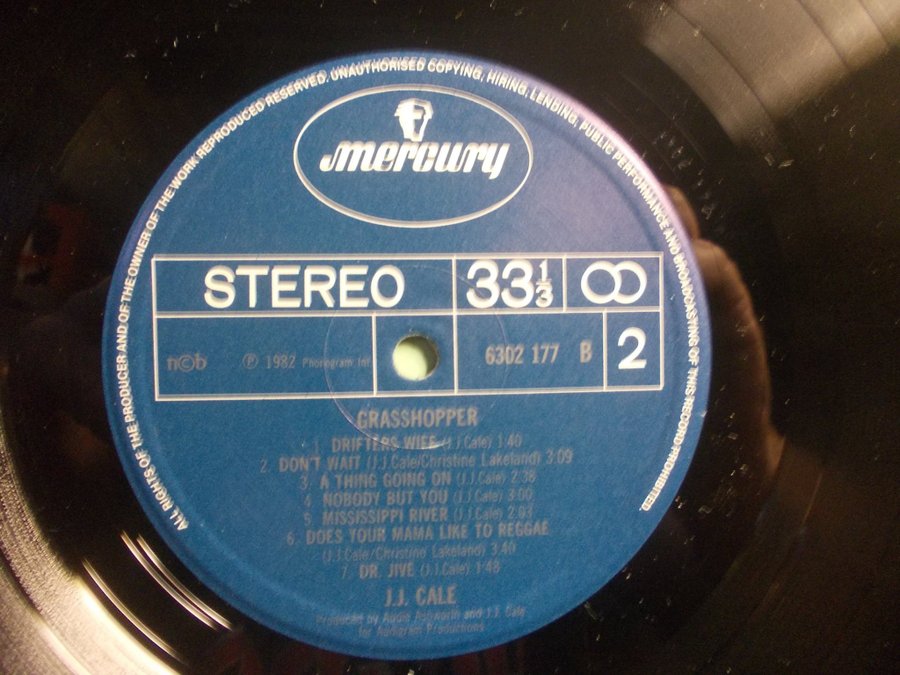 ALL RIGHTS OF THE PRODUCER AND OF THE OWNER OF THE WORK REPRODUCED RESERVED. UNAUTHORISED COPYING, HIRING, LENDING, PUBLIC PERFORMANCE AND BROADCASTING OF THIS RECORD PROHIBITED.
mercury
STEREO 33 1/3
n©b ℗ 1982 Phonogram Int 6302 177 B 2
GRASSHOPPER
1. DRIFTERS WIFE (J.J.Cale) 1:40
2. DON'T WAIT (J.J.Cale/Christine Lakeland) 3:09
3. A THING GOING ON (J.J.Cale) 2:38
4. NOBODY BUT YOU (J.J.Cale) 3:00
5. MISSISSIPPI RIVER (J.J.Cale) 2:03
6. DOES YOUR MAMA LIKE TO REGGAE
(J.J.Cale/Christine Lakeland) 3:40
7. DR. JIVE (J.J.Cale) 1:48
J.J. CALE
Produced by Audie Ashworth and J.J. Cale
for Audigram Productions